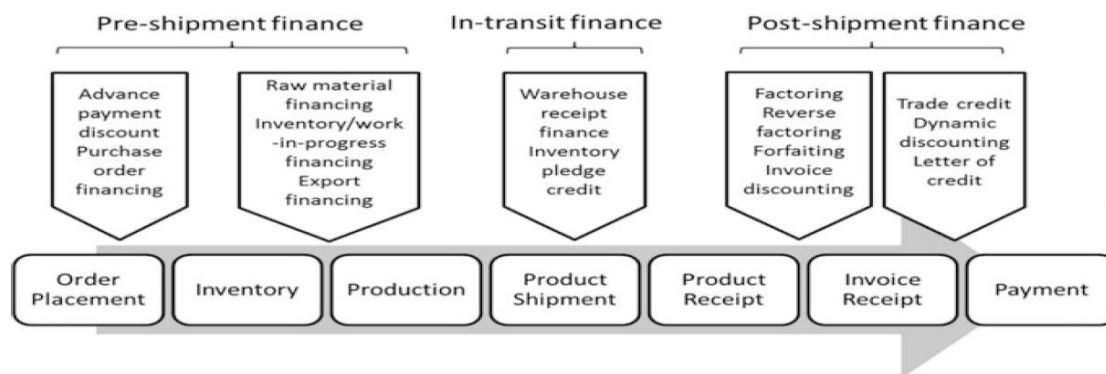 Pre-shipment finance
In-transit finance
Post-shipment finance
Advance
payment
discount
Purchase
order
financing
Raw material
financing
Inventory/work
-in-progress
financing
Export
financing
Warehouse
receipt
finance
Inventory
pledge
credit
Factoring
Reverse
factoring
Forfaiting
Invoice
discounting
Trade credit
Dynamic
discounting
Letter of
credit
Order
Placement
Inventory
Production
Product
Shipment
Product
Receipt
Invoice
Receipt
Payment